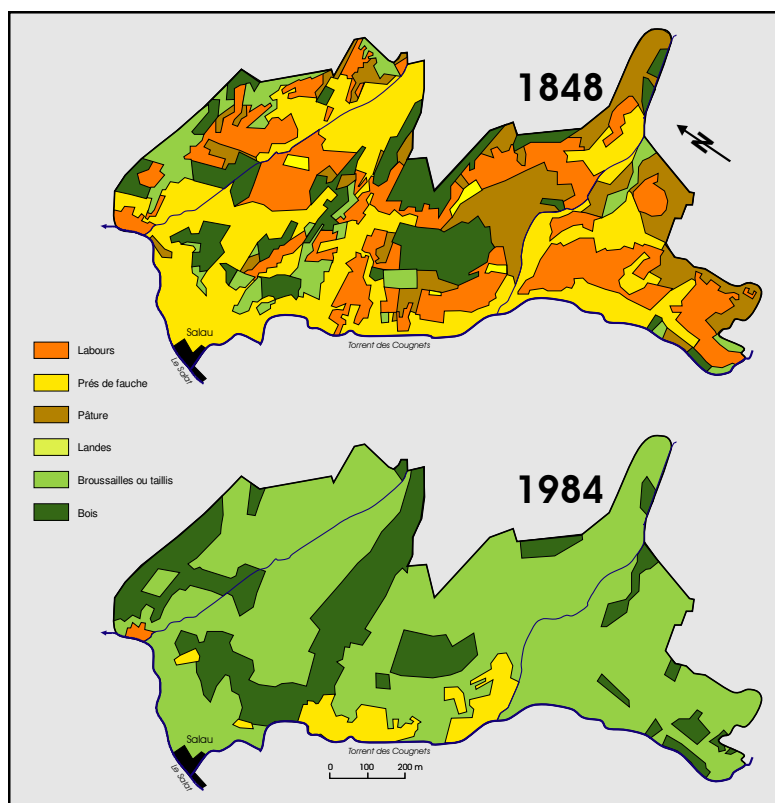 1848
N
Salau
Le Salat
Torrent des Cougnets
Labours
Prés de fauche
Pâture
Landes
Broussailles ou taillis
Bois
1984
Salau
Le Salat
Torrent des Cougnets
0 100 200 m